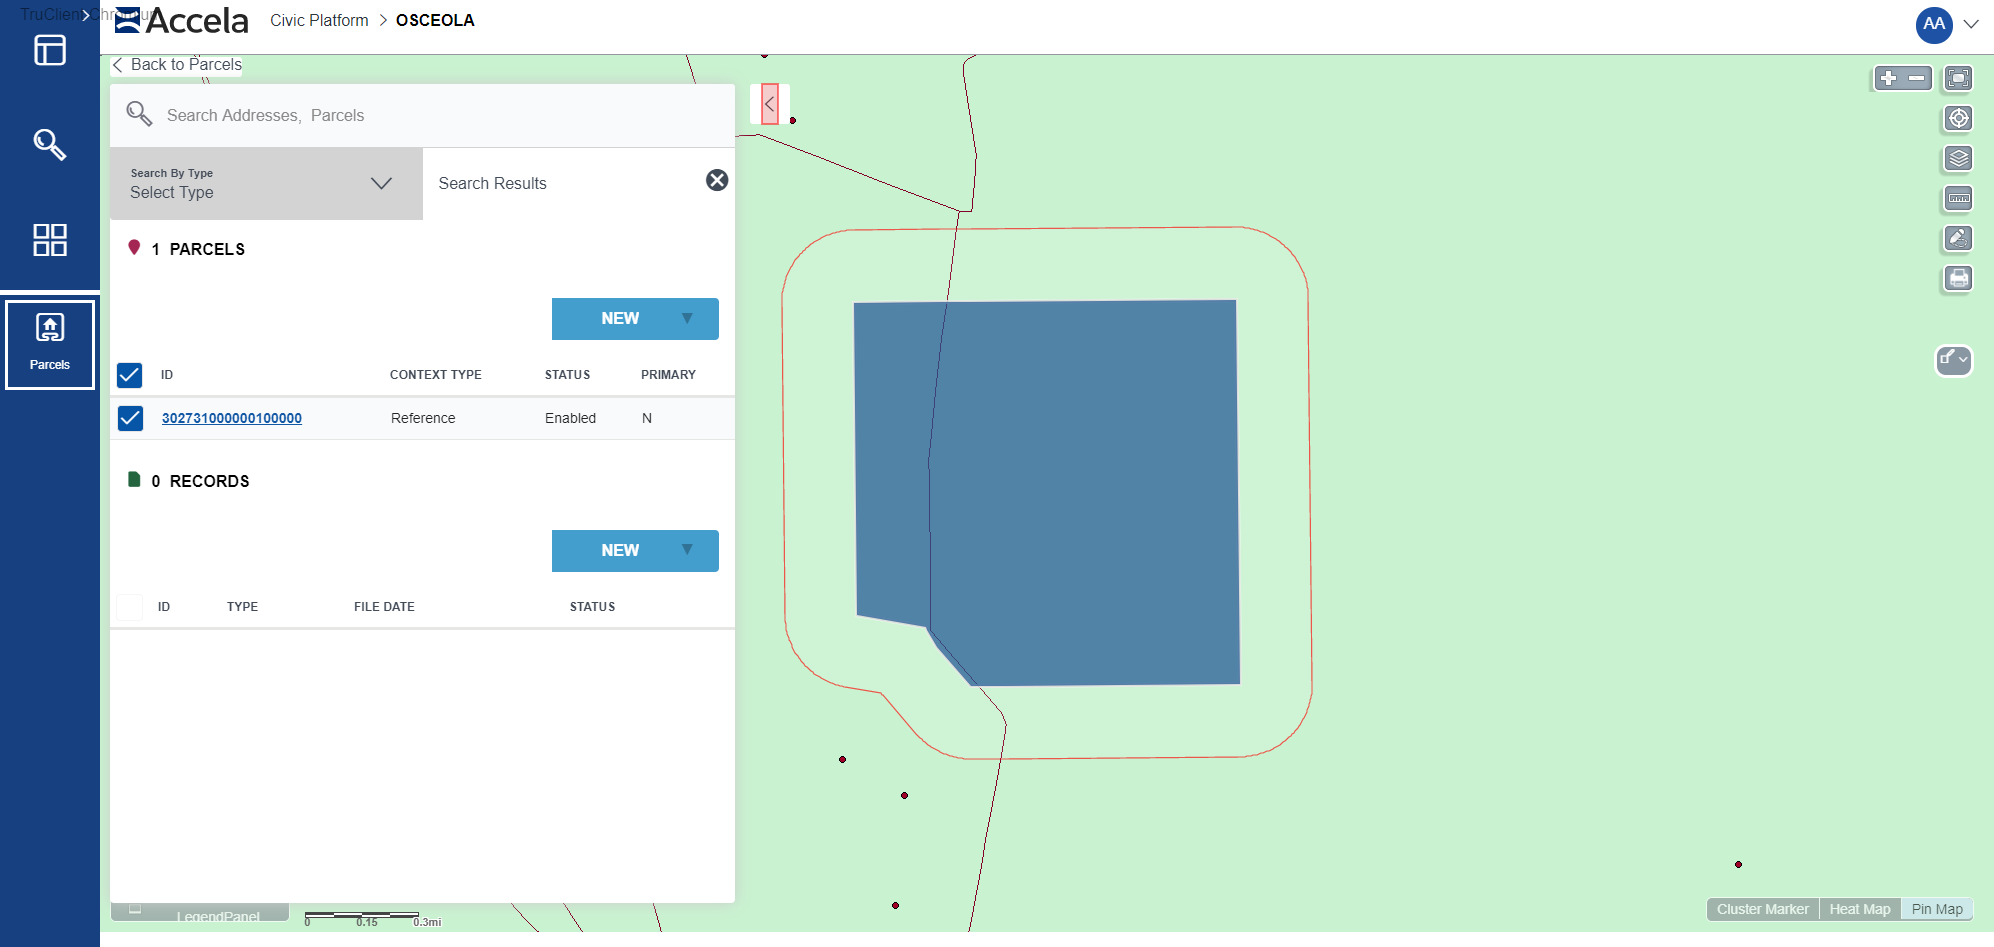 TruClient Chromium
Accela
Civic Platform > OSCEOLA
AA
Back to Parcels
Search Addresses, Parcels
Search By Type
Select Type
Search Results
1 PARCELS
NEW
ID CONTEXT TYPE STATUS PRIMARY
302731000000100000 Reference Enabled N
0 RECORDS
NEW
ID TYPE FILE DATE STATUS
Parcels
LegendPanel
0 0.15 0.3mi
Cluster Marker Heat Map Pin Map